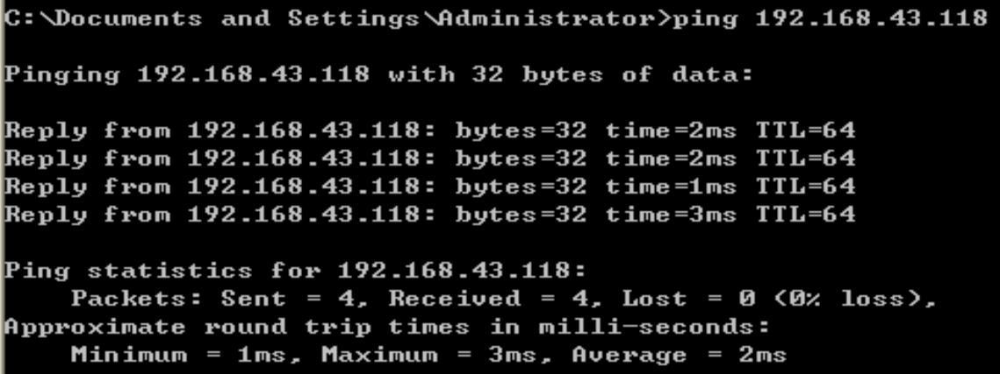 C:\Documents and Settings\Administrator>ping 192.168.43.118
Pinging 192.168.43.118 with 32 bytes of data:
Reply from 192.168.43.118: bytes=32 time=2ms TTL=64
Reply from 192.168.43.118: bytes=32 time=2ms TTL=64
Reply from 192.168.43.118: bytes=32 time=1ms TTL=64
Reply from 192.168.43.118: bytes=32 time=3ms TTL=64
Ping statistics for 192.168.43.118:
Packets: Sent = 4, Received = 4, Lost = 0 (0% loss),
Approximate round trip times in milli-seconds:
Minimum = 1ms, Maximum = 3ms, Average = 2ms